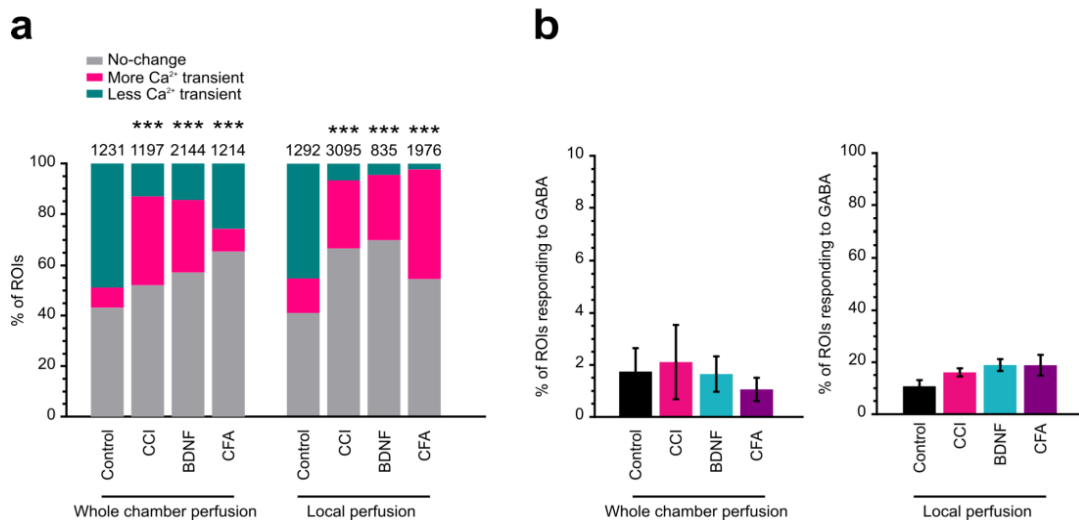 a
No-change
More Ca²⁺ transient
Less Ca²⁺ transient
*** *** *** *** *** ***
1231 1197 2144 1214 1292 3095 835 1976
% of ROIs
100
80
60
40
20
0
Control CCI BDNF CFA Control CCI BDNF CFA
Whole chamber perfusion Local perfusion
b
% of ROIs responding to GABA
10
8
6
4
2
0
Control CCI BDNF CFA
Whole chamber perfusion
% of ROIs responding to GABA
100
80
60
40
20
0
Control CCI BDNF CFA
Local perfusion